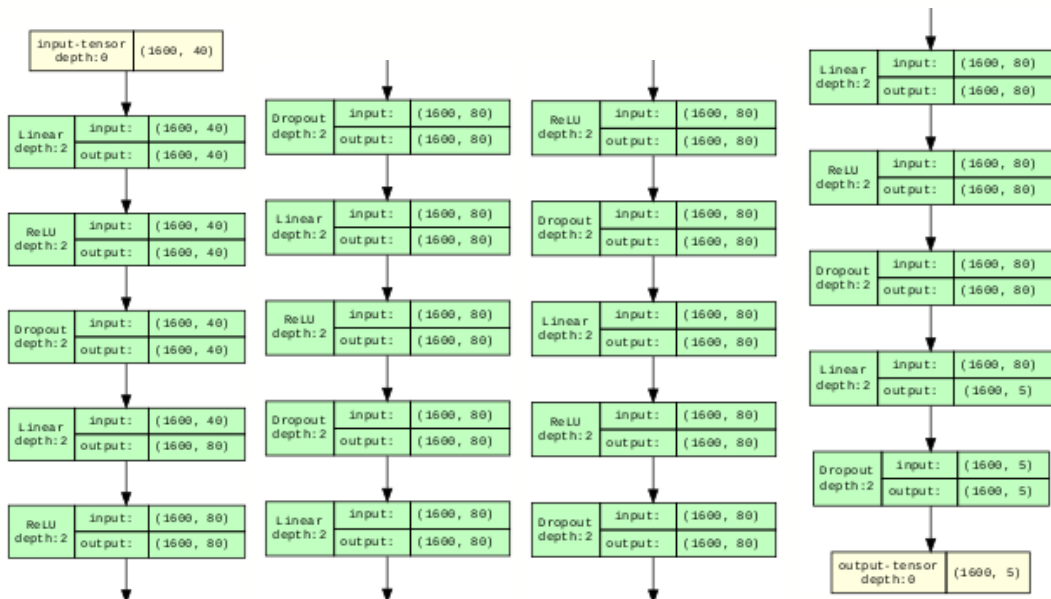 input-tensor
depth:0
(1600, 40)
Linear
depth:2
input:
(1600, 40)
output:
(1600, 40)
ReLU
depth:2
input:
(1600, 40)
output:
(1600, 40)
Dropout
depth:2
input:
(1600, 40)
output:
(1600, 40)
Linear
depth:2
input:
(1600, 40)
output:
(1600, 80)
ReLU
depth:2
input:
(1600, 80)
output:
(1600, 80)
Dropout
depth:2
input:
(1600, 80)
output:
(1600, 80)
Linear
depth:2
input:
(1600, 80)
output:
(1600, 80)
ReLU
depth:2
input:
(1600, 80)
output:
(1600, 80)
Dropout
depth:2
input:
(1600, 80)
output:
(1600, 80)
Linear
depth:2
input:
(1600, 80)
output:
(1600, 80)
ReLU
depth:2
input:
(1600, 80)
output:
(1600, 80)
Dropout
depth:2
input:
(1600, 80)
output:
(1600, 80)
Linear
depth:2
input:
(1600, 80)
output:
(1600, 80)
ReLU
depth:2
input:
(1600, 80)
output:
(1600, 80)
Dropout
depth:2
input:
(1600, 80)
output:
(1600, 80)
Linear
depth:2
input:
(1600, 80)
output:
(1600, 80)
ReLU
depth:2
input:
(1600, 80)
output:
(1600, 80)
Dropout
depth:2
input:
(1600, 80)
output:
(1600, 80)
Linear
depth:2
input:
(1600, 80)
output:
(1600, 5)
Dropout
depth:2
input:
(1600, 5)
output:
(1600, 5)
output-tensor
depth:0
(1600, 5)